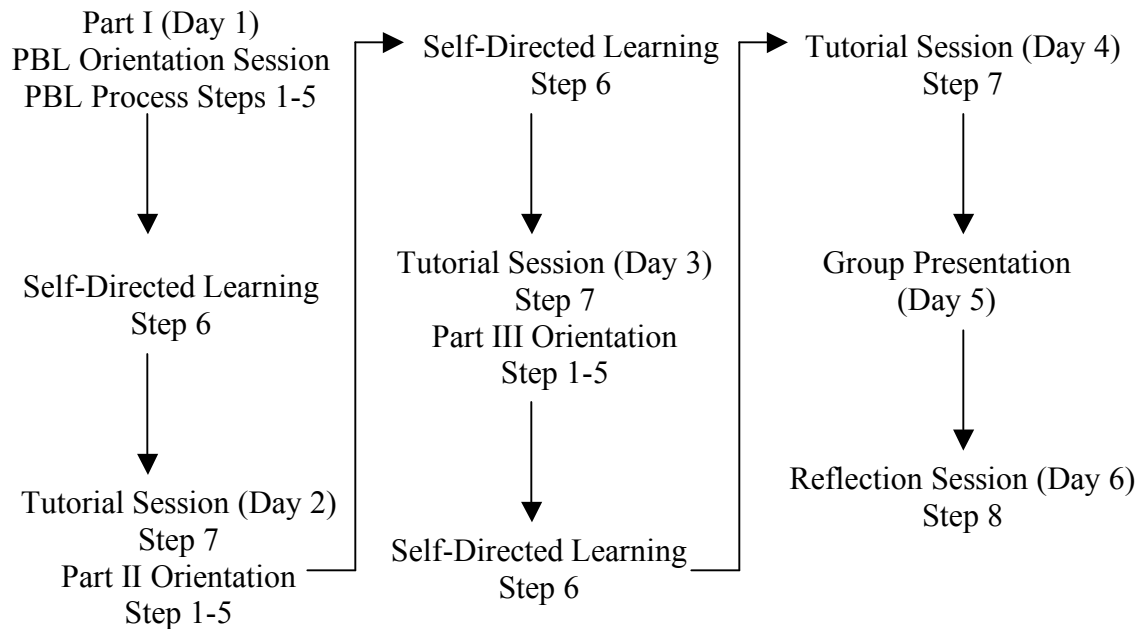 Part I (Day 1)
PBL Orientation Session
PBL Process Steps 1-5
Self-Directed Learning
Step 6
Tutorial Session (Day 2)
Step 7
Part II Orientation
Step 1-5
Self-Directed Learning
Step 6
Tutorial Session (Day 3)
Step 7
Part III Orientation
Step 1-5
Self-Directed Learning
Step 6
Tutorial Session (Day 4)
Step 7
Group Presentation
(Day 5)
Reflection Session (Day 6)
Step 8